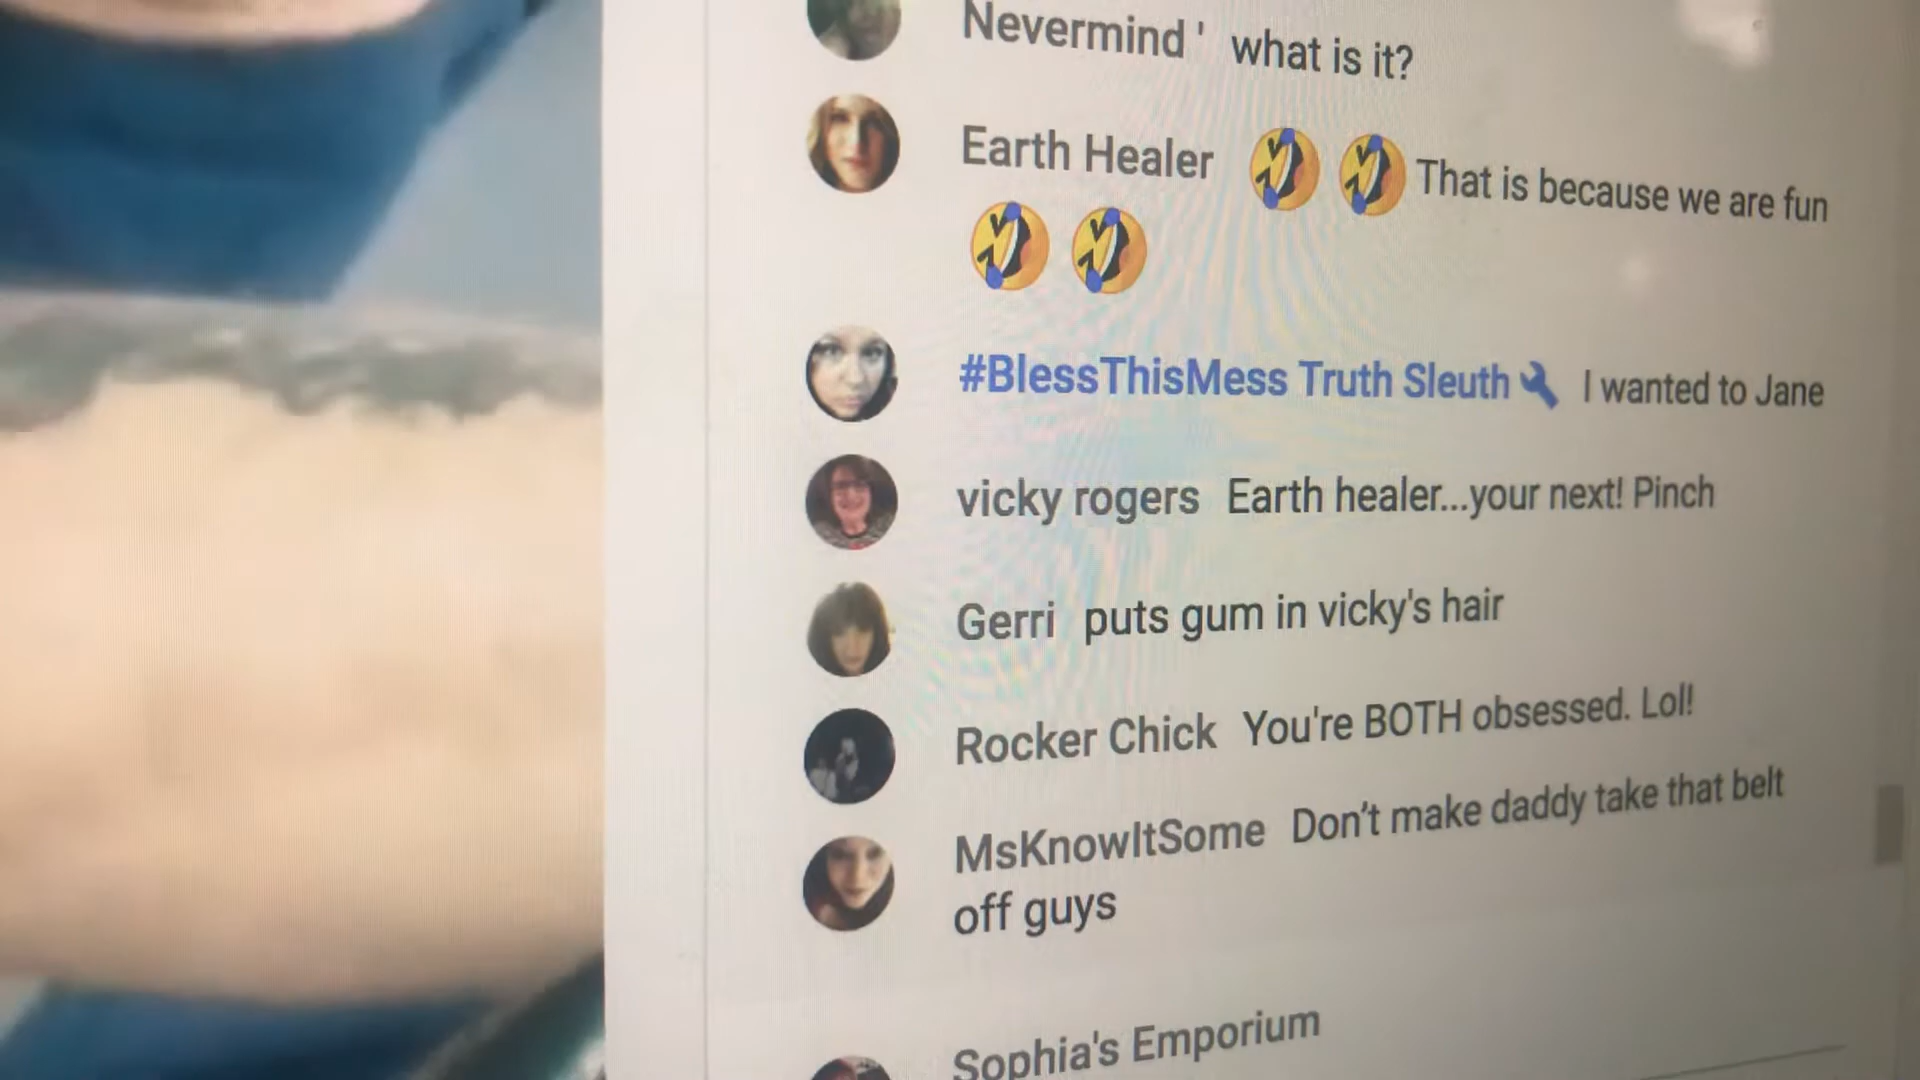 Nevermind ' what is it?
Earth Healer 🤣 🤣 That is because we are fun
🤣 🤣
#BlessThisMess Truth Sleuth I wanted to Jane
vicky rogers Earth healer...your next! Pinch
Gerri puts gum in vicky's hair
Rocker Chick You're BOTH obsessed. Lol!
MsKnowItSome Don't make daddy take that belt
off guys
Sophia's Emporium